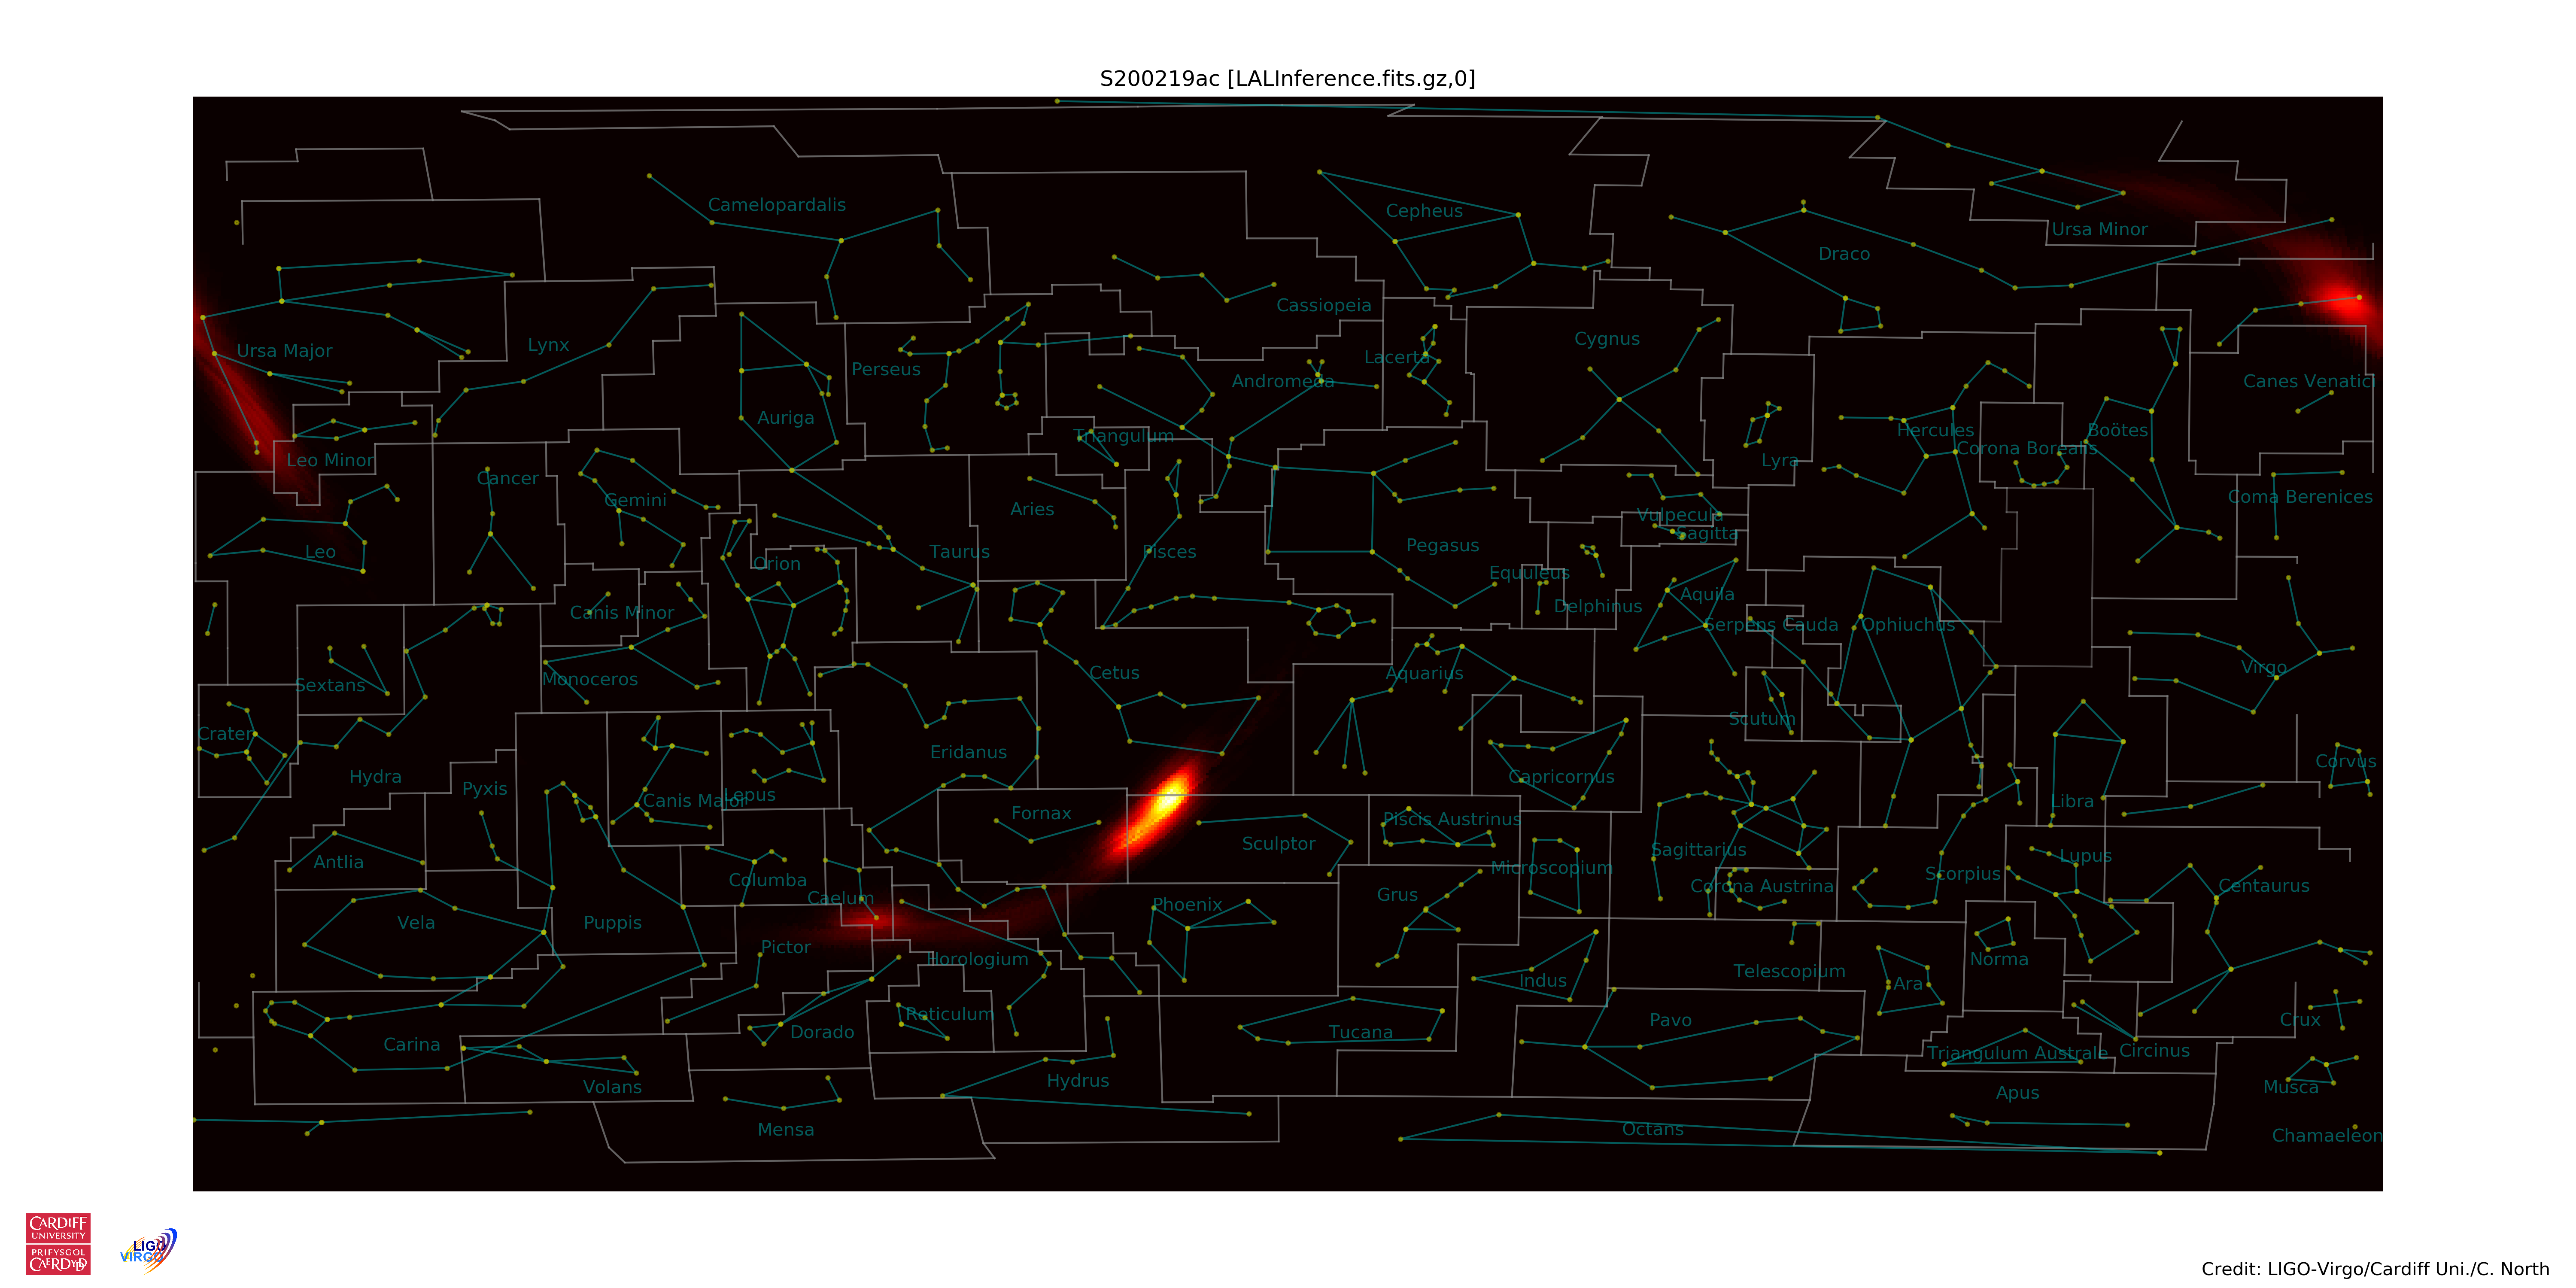 S200219ac [LALInference.fits.gz,0]
Camelopardalis
Cepheus
Ursa Minor
Draco
Cassiopeia
Cygnus
Ursa Major
Lynx
Lacerta
Perseus
Andromeda
Canes Venatici
Auriga
Triangulum
Hercules
Boötes
Corona Borealis
Leo Minor
Lyra
Cancer
Gemini
Coma Berenices
Aries
Vulpecula
Sagitta
Leo
Taurus
Pisces
Pegasus
Orion
Equuleus
Canis Minor
Delphinus
Aquila
Serpens Cauda
Ophiuchus
Sextans
Monoceros
Cetus
Aquarius
Virgo
Crater
Scutum
Eridanus
Corvus
Hydra
Capricornus
Pyxis
Canis Major
Lepus
Libra
Fornax
Piscis Austrinus
Antlia
Sculptor
Sagittarius
Lupus
Columba
Microscopium
Corona Austrina
Scorpius
Centaurus
Caelum
Grus
Phoenix
Vela
Puppis
Pictor
Horologium
Norma
Telescopium
Indus
Ara
Reticulum
Pavo
Crux
Dorado
Tucana
Carina
Triangulum Australe
Circinus
Volans
Hydrus
Apus
Musca
Mensa
Octans
Chamaeleon
CARDIFF
UNIVERSITY
PRIFYSGOL
CAERDYDD
LIGO
VIRGO
Credit: LIGO-Virgo/Cardiff Uni./C. North